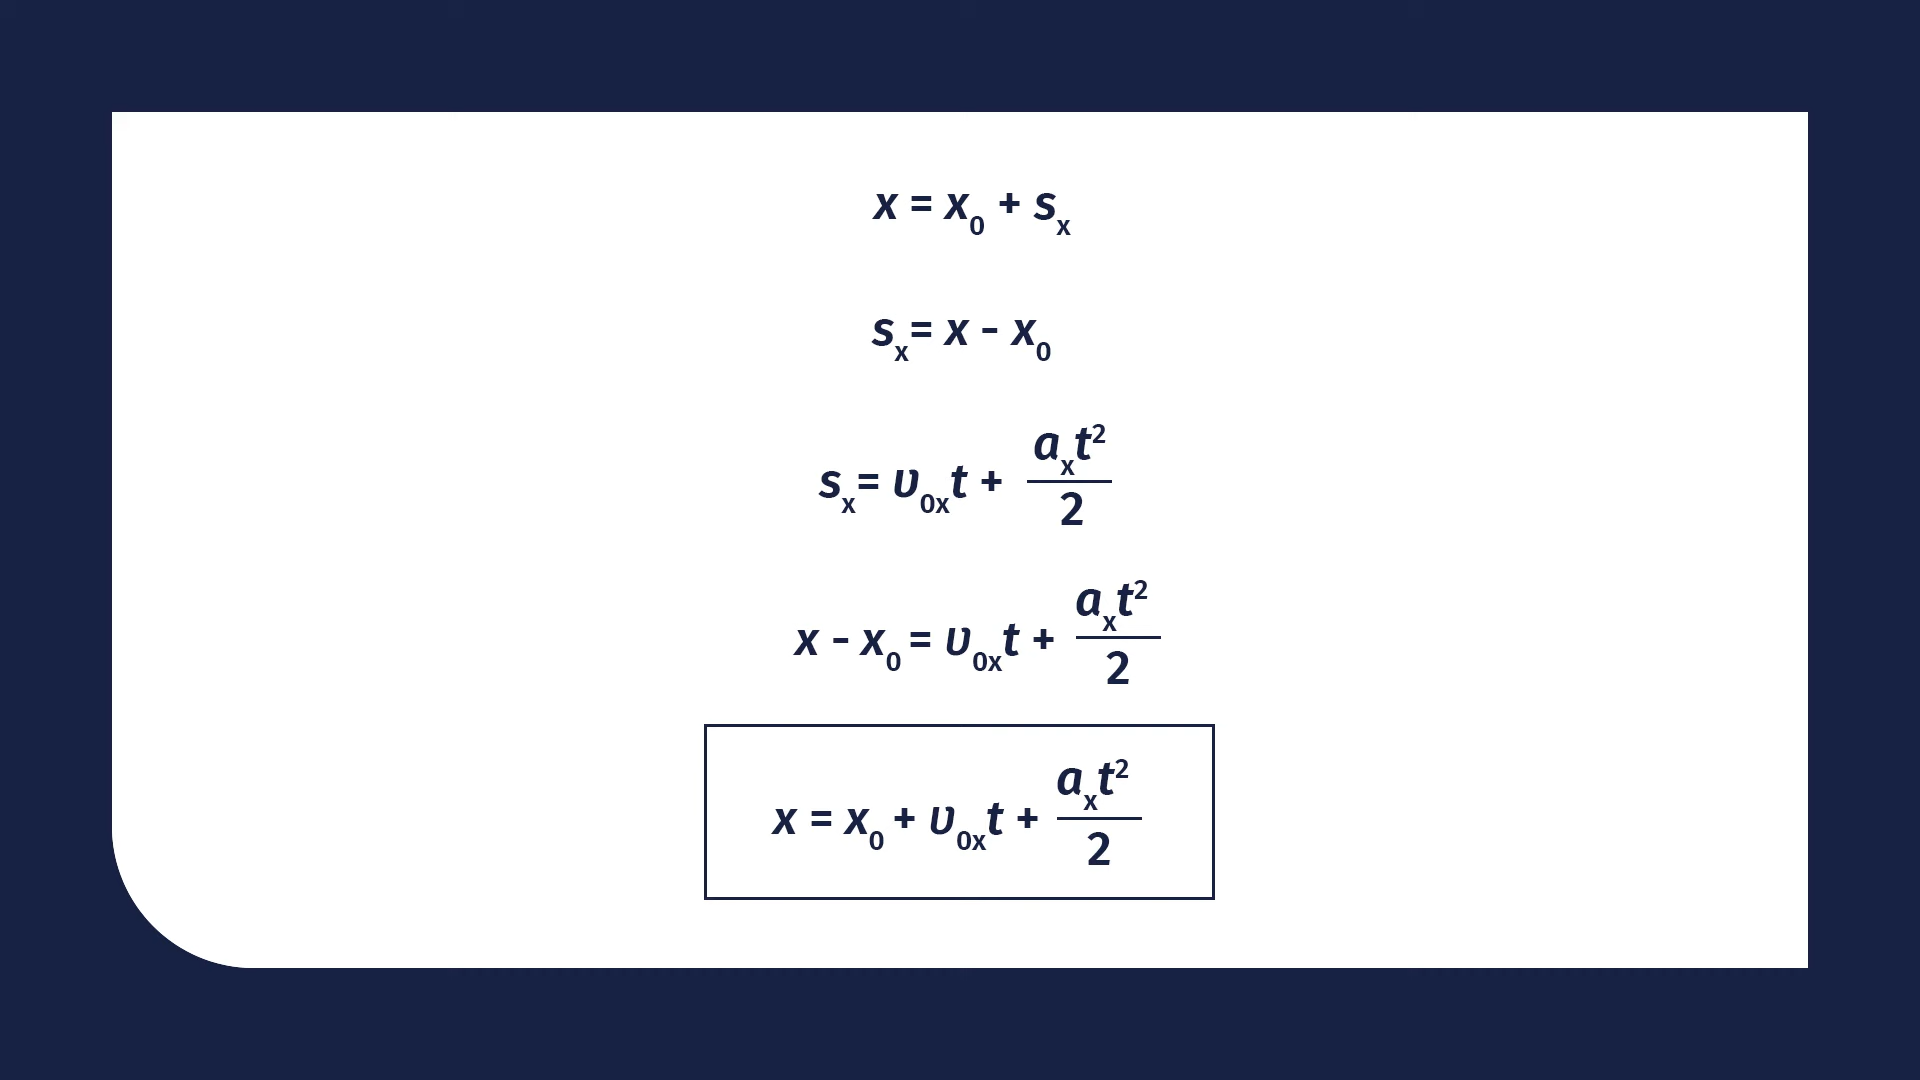 x = x₀ + sₓ
sₓ = x - x₀
sₓ = υ₀ₓt + aₓt²/2
x - x₀ = υ₀ₓt + aₓt²/2
x = x₀ + υ₀ₓt + aₓt²/2